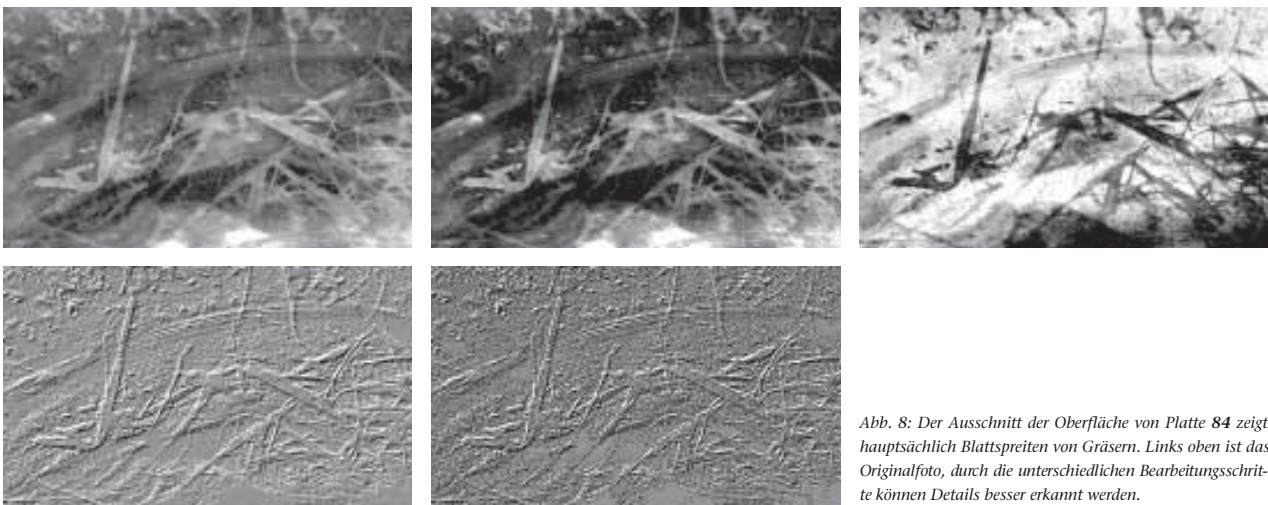 Abb. 8: Der Ausschnitt der Oberfläche von Platte 84 zeigt
hauptsächlich Blattspreiten von Gräsern. Links oben ist das
Originalfoto, durch die unterschiedlichen Bearbeitungsschrit-
te können Details besser erkannt werden.